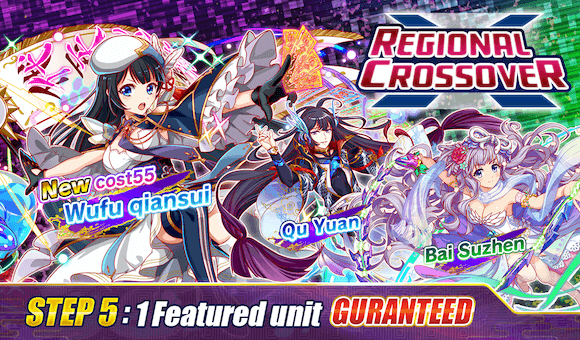 REGIONAL
CROSSOVER
New cost55
Wufu qiansui
Qu Yuan
Bai Suzhen
STEP 5 : 1 Featured unit GURANTEED